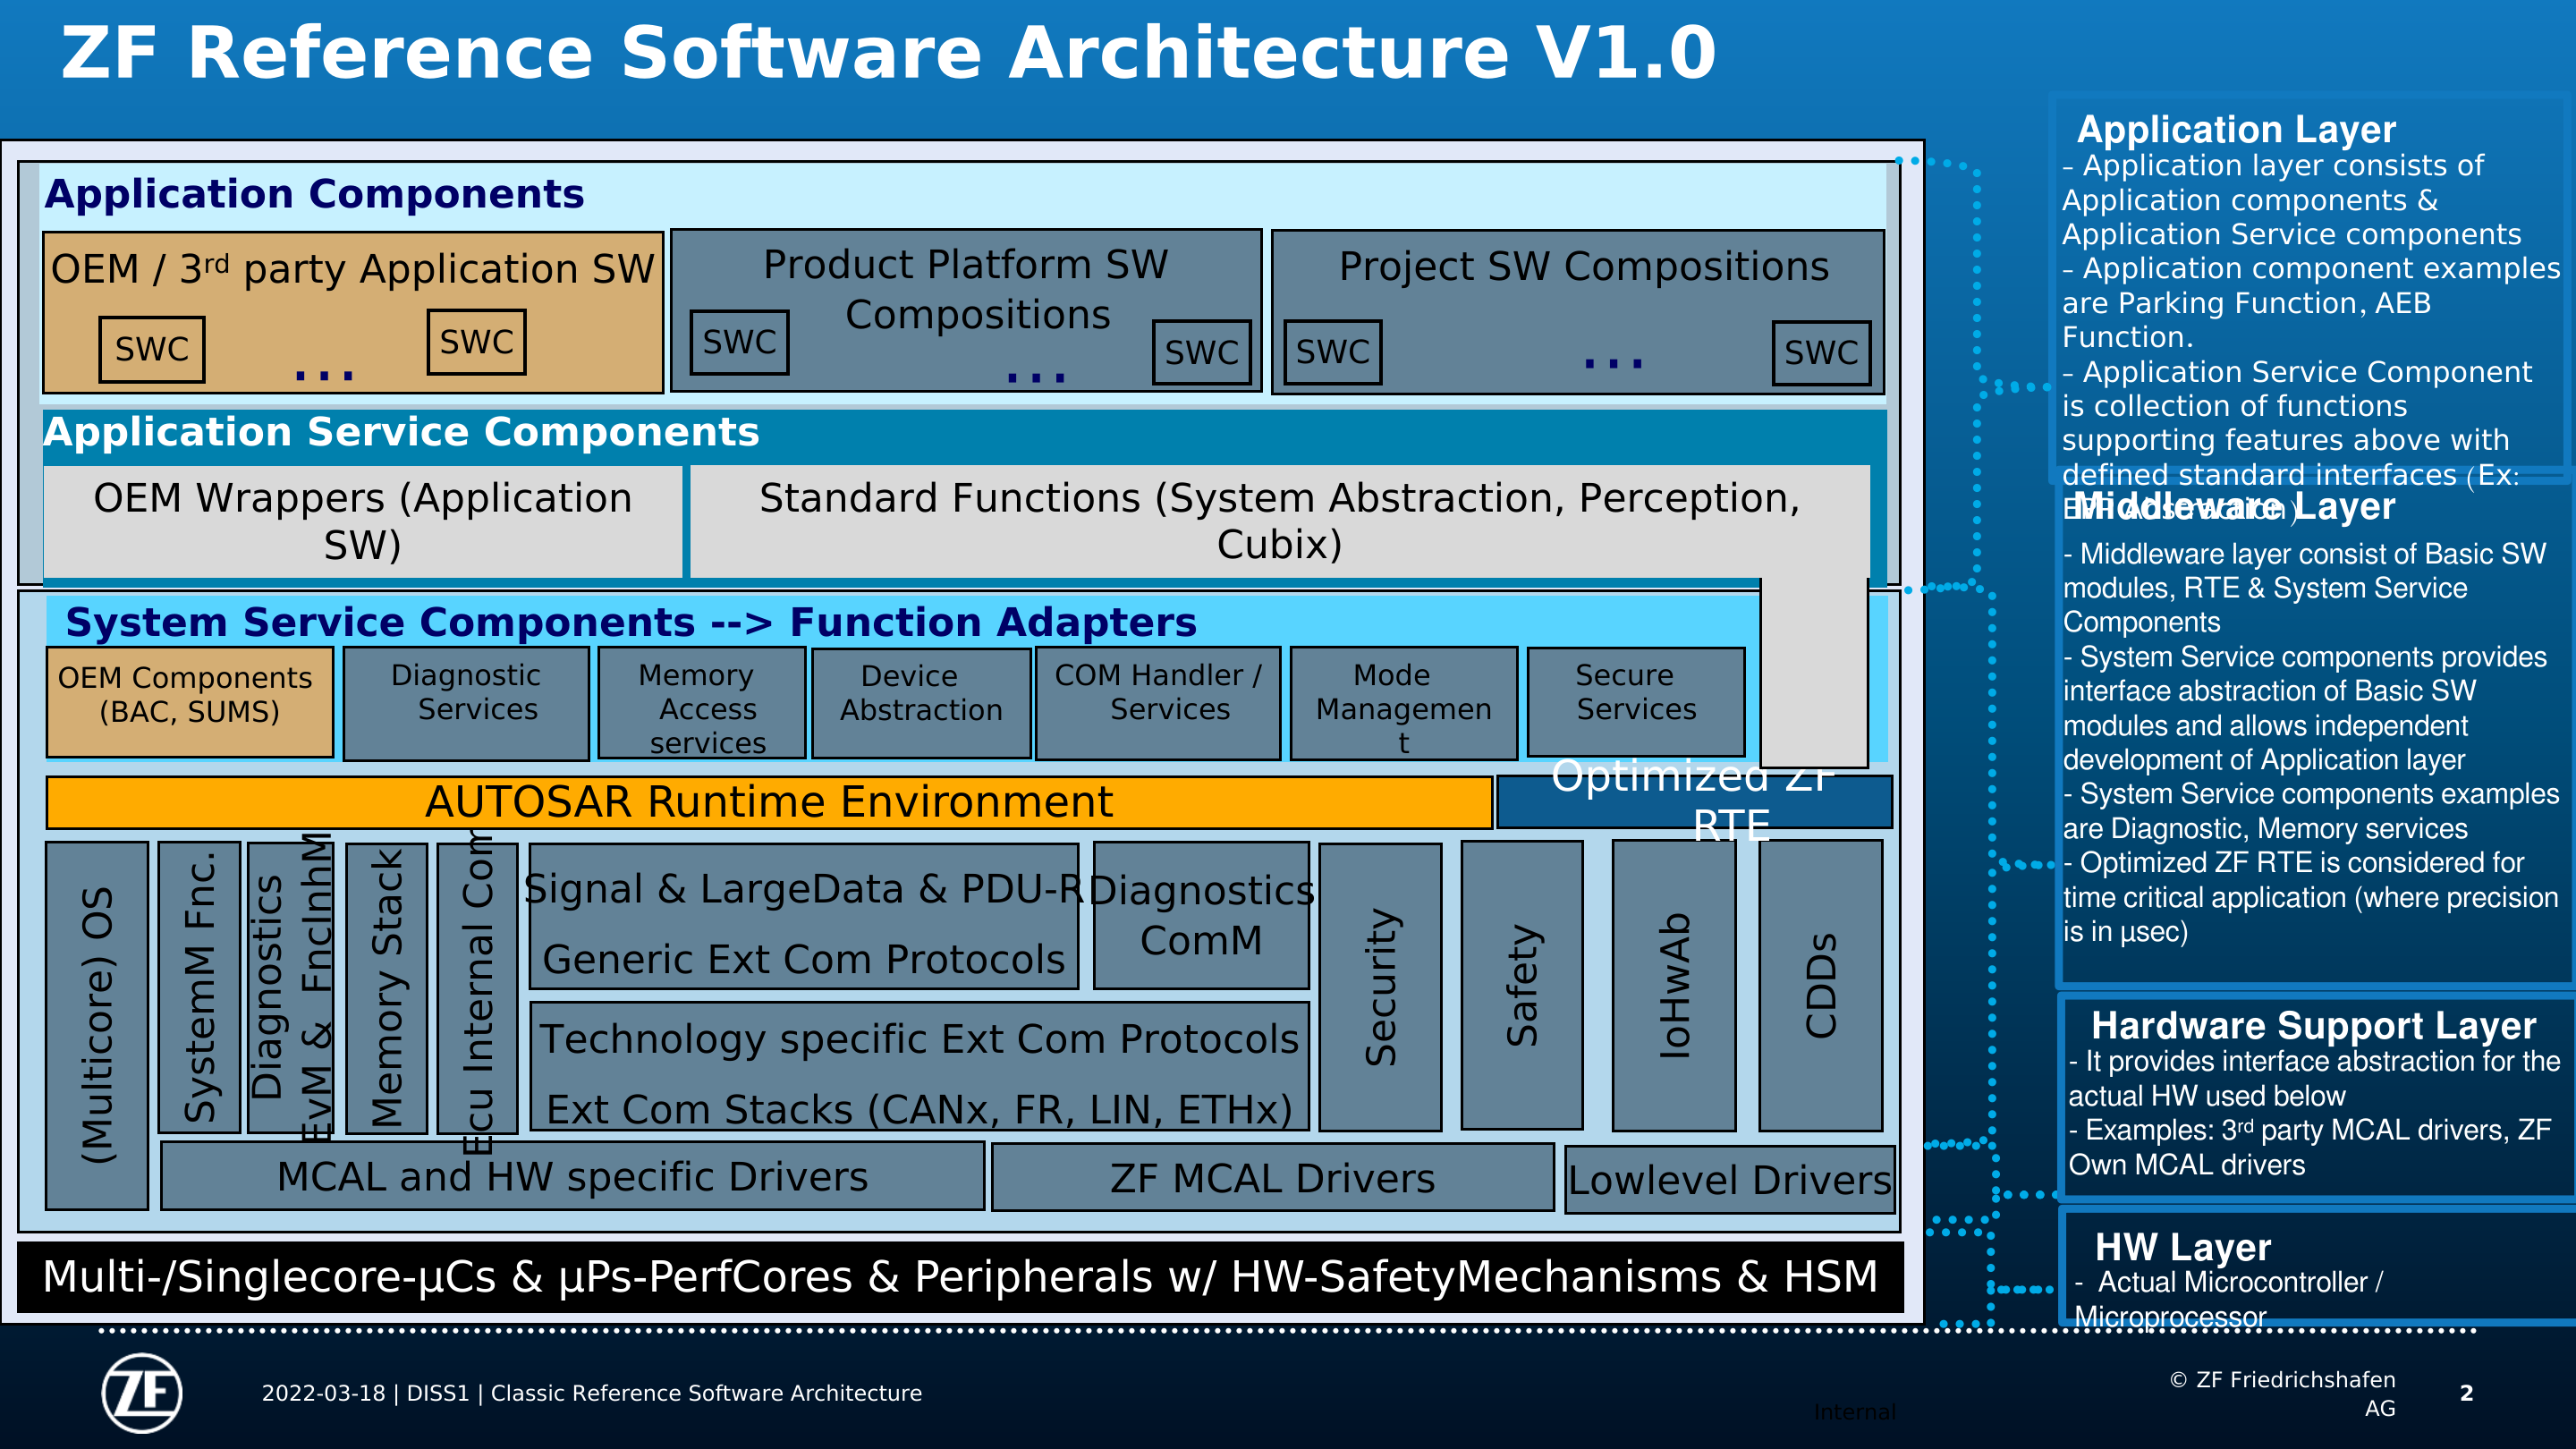 ZF Reference Software Architecture V1.0
Application Components
OEM / 3rd party Application SW
SWC
...
SWC
Product Platform SW
Compositions
SWC
...
SWC
Project SW Compositions
SWC
...
SWC
Application Service Components
OEM Wrappers (Application
SW)
Standard Functions (System Abstraction, Perception,
Cubix)
System Service Components --> Function Adapters
OEM Components
(BAC, SUMS)
Diagnostic
Services
Memory
Access
services
Device
Abstraction
COM Handler /
Services
Mode
Managemen
t
Secure
Services
AUTOSAR Runtime Environment
Optimized ZF
RTE
(Multicore) OS
SystemM Fnc.
Diagnostics
EvM & FncInhM
Memory Stack
Ecu Internal Com
Signal & LargeData & PDU-R
Generic Ext Com Protocols
Diagnostics
ComM
Technology specific Ext Com Protocols
Ext Com Stacks (CANx, FR, LIN, ETHx)
Security
Safety
IoHwAb
CDDs
MCAL and HW specific Drivers
ZF MCAL Drivers
Lowlevel Drivers
Multi-/Singlecore-µCs & µPs-PerfCores & Peripherals w/ HW-SafetyMechanisms & HSM
Application Layer
– Application layer consists of
Application components &
Application Service components
– Application component examples
are Parking Function, AEB
Function.
– Application Service Component
is collection of functions
supporting features above with
defined standard interfaces (Ex:
Middleware Layer
- Middleware layer consist of Basic SW
modules, RTE & System Service
Components
- System Service components provides
interface abstraction of Basic SW
modules and allows independent
development of Application layer
- System Service components examples
are Diagnostic, Memory services
- Optimized ZF RTE is considered for
time critical application (where precision
is in µsec)
Hardware Support Layer
- It provides interface abstraction for the
actual HW used below
- Examples: 3rd party MCAL drivers, ZF
Own MCAL drivers
HW Layer
- Actual Microcontroller /
Microprocessor
ZF
2022-03-18 | DISS1 | Classic Reference Software Architecture
Internal
© ZF Friedrichshafen
AG
2